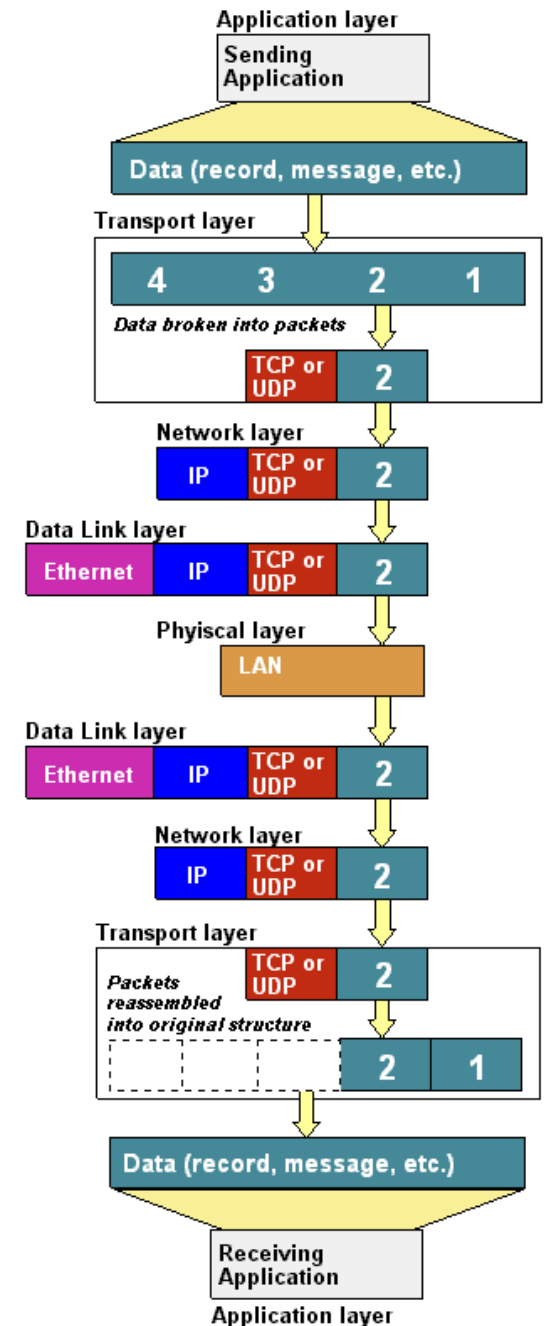 Application layer
Sending
Application
Data (record, message, etc.)
Transport layer
4 3 2 1
Data broken into packets
TCP or
UDP
2
Network layer
IP
TCP or
UDP
2
Data Link layer
Ethernet
IP
TCP or
UDP
2
Phyiscal layer
LAN
Data Link layer
Ethernet
IP
TCP or
UDP
2
Network layer
IP
TCP or
UDP
2
Transport layer
TCP or
UDP
2
Packets
reassembled
into original structure
2 1
Data (record, message, etc.)
Receiving
Application
Application layer